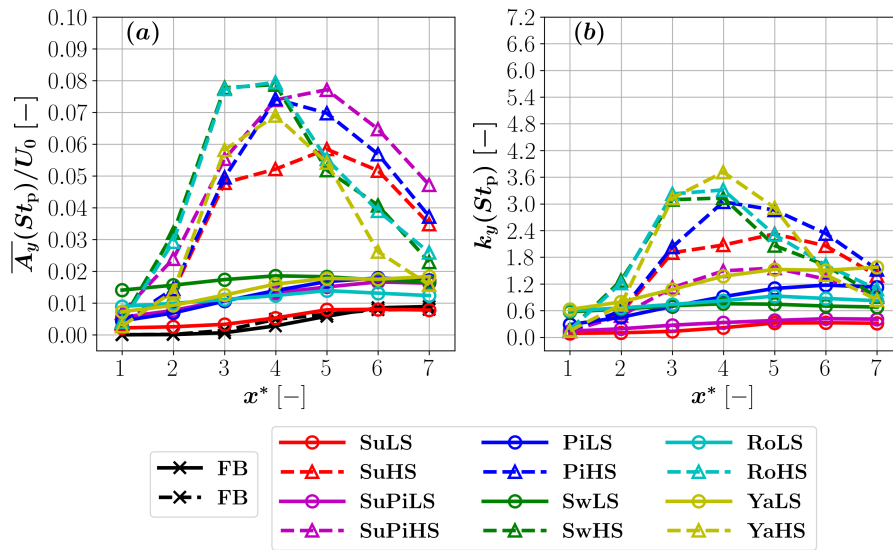 (a)
(b)
0.10
0.09
0.08
0.07
0.06
0.05
0.04
0.03
0.02
0.01
0.00
A̅_y(St_p)/U_0 [−]
1 2 3 4 5 6 7
x* [−]
7.2
6.6
6.0
5.4
4.8
4.2
3.6
3.0
2.4
1.8
1.2
0.6
0.0
k_y(St_p) [−]
1 2 3 4 5 6 7
x* [−]
FB
FB
SuLS
SuHS
SuPiLS
SuPiHS
PiLS
PiHS
SwLS
SwHS
RoLS
RoHS
YaLS
YaHS